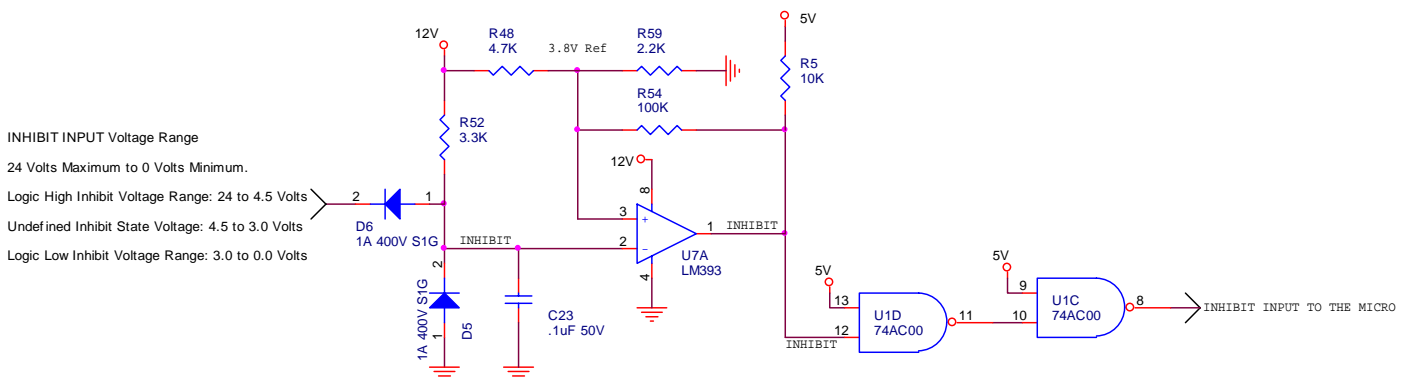 12V
R48
4.7K
3.8V Ref
R59
2.2K
5V
R5
10K
R54
100K
R52
3.3K
INHIBIT INPUT Voltage Range
24 Volts Maximum to 0 Volts Minimum.
Logic High Inhibit Voltage Range: 24 to 4.5 Volts
Undefined Inhibit State Voltage: 4.5 to 3.0 Volts
Logic Low Inhibit Voltage Range: 3.0 to 0.0 Volts
2
1
D6
1A 400V S1G
INHIBIT
12V
8
3
+
2
-
1
INHIBIT
4
U7A
LM393
2
1
1A 400V S1G
D5
C23
.1uF 50V
5V
13
12
INHIBIT
U1D
74AC00
11
5V
9
10
U1C
74AC00
8
INHIBIT INPUT TO THE MICRO